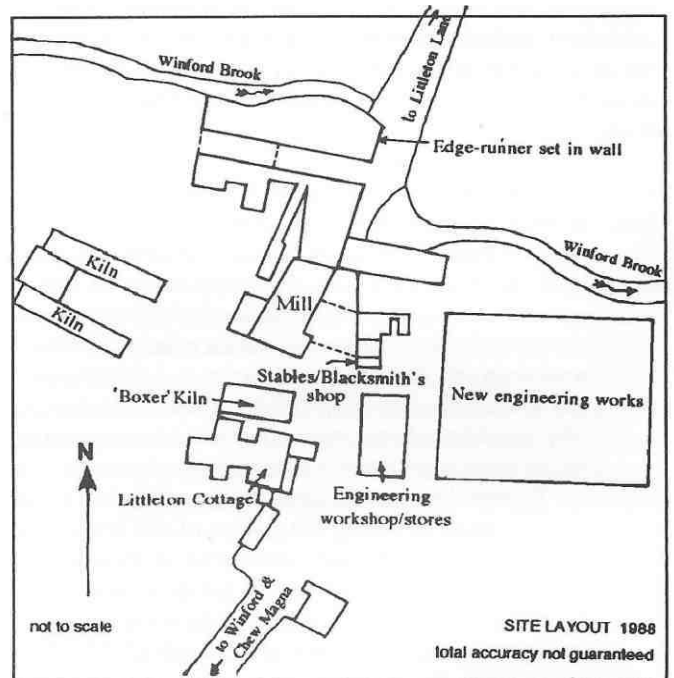 Winford Brook
to Littleton Lane
Edge-runner set in wall
Winford Brook
Kiln
Kiln
Mill
Stables/Blacksmith's
shop
New engineering works
'Boxer' Kiln
N
Littleton Cottage
Engineering
workshop/stores
to Winford &
Chew Magna
not to scale
SITE LAYOUT 1988
total accuracy not guaranteed